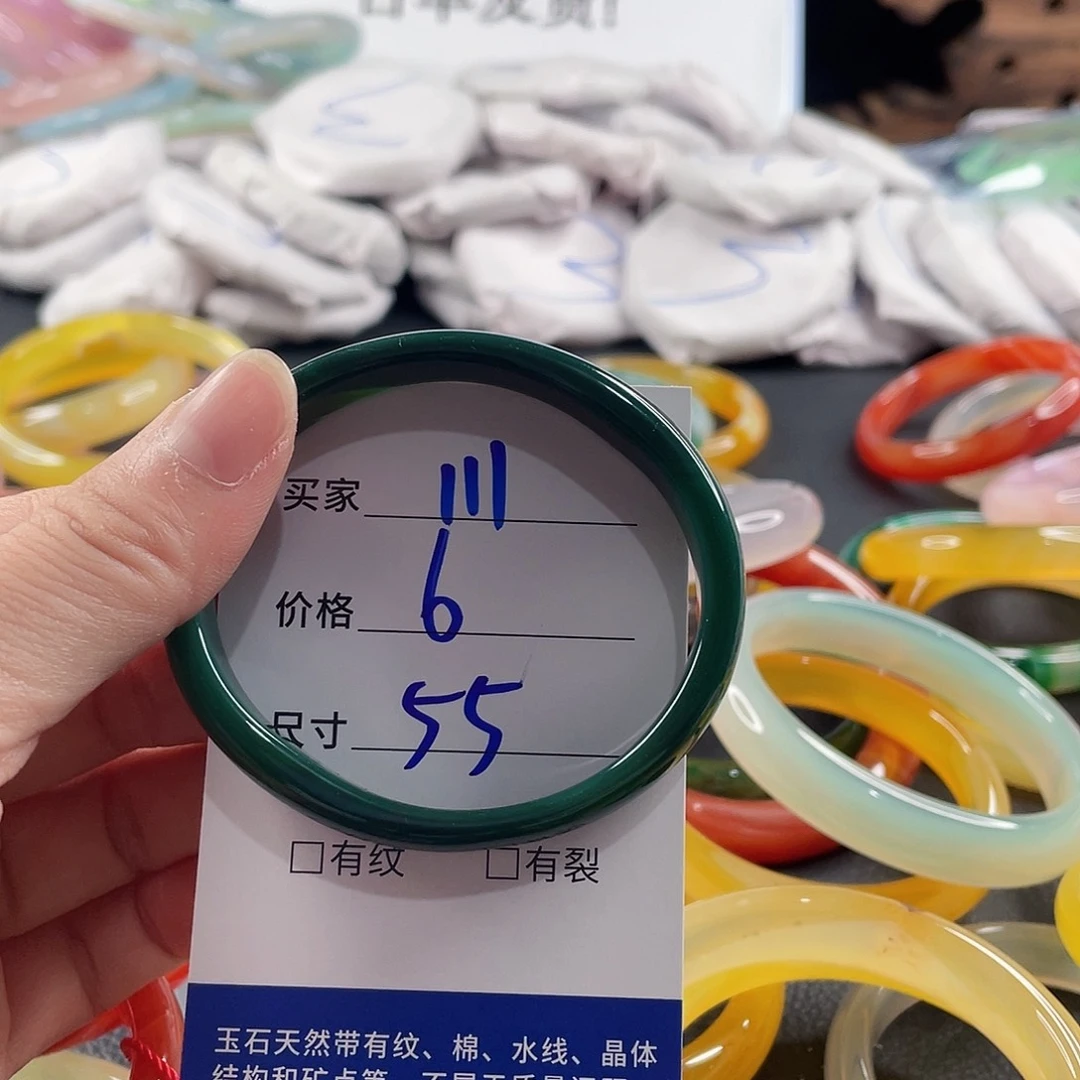 买家 111
价格 6
尺寸 55
□有纹 □有裂
玉石天然带有纹、棉、水线、晶体